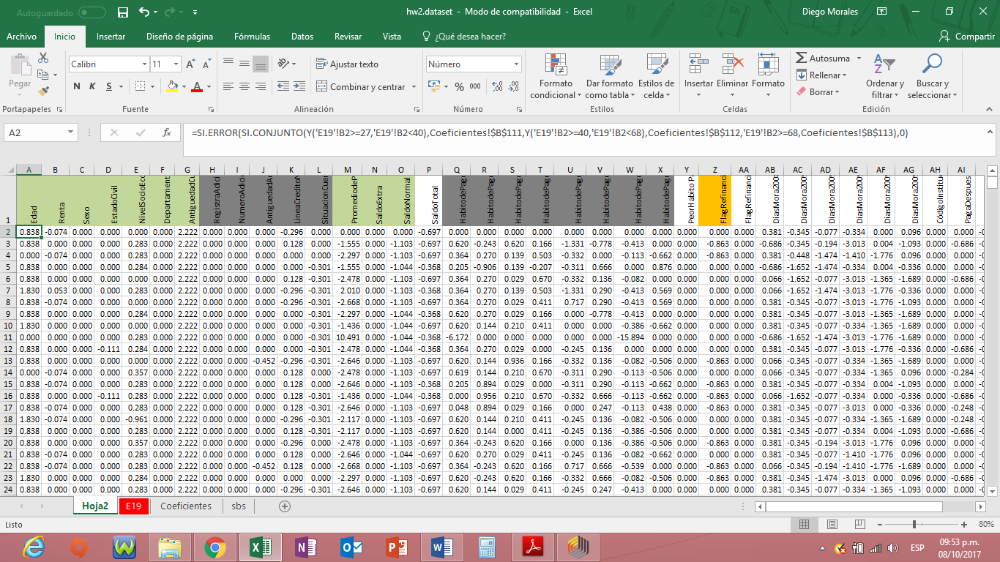 Autoguardado
hw2.dataset - Modo de compatibilidad - Excel
Diego Morales
Archivo Inicio Insertar Diseño de página Fórmulas Datos Revisar Vista ¿Qué desea hacer? Compartir
Pegar
Calibri 11
N K S
Ajustar texto
Combinar y centrar
Número
% 000
Formato condicional
Dar formato como tabla
Estilos de celda
Insertar Eliminar Formato
Autosuma
Rellenar
Borrar
Ordenar y filtrar
Buscar y seleccionar
Portapapeles Fuente Alineación Número Estilos Celdas Edición
A2 fx =SI.ERROR(SI.CONJUNTO(Y('E19'!B2>=27,'E19'!B2<40),Coeficientes!$B$111,Y('E19'!B2>=40,'E19'!B2<68),Coeficientes!$B$112,'E19'!B2>=68,Coeficientes!$B$113),0)
A B C D E F G H I J K L M N O P Q R S T U V W X Y Z AA AB AC AD AE AF AG AH AI
1 Edad Renta Sexo EstadoCivil NivelSocioEco Departament AntiguedadCu RegistraAdici NumeroAdici AntiguedadAd LineaCreditoN SituacionCuer PromediodeP SaldoExtra SaldoNormal SaldoTotal HabitodePago HabitodePago HabitodePago HabitodePago HabitodePago HabitodePago HabitodePago HabitodePago PeorHabito Pa FlagRefinanci FlagRefinanci DiasMora200 DiasMora200 DiasMora200 DiasMora200 DiasMora200 DiasMora200 CódigoInstitu PagaDespues
2 0.838 -0.074 0.000 0.000 0.000 0.000 2.222 0.000 0.000 0.000 -0.296 0.000 0.000 0.000 0.000 -0.697 0.000 0.000 0.000 0.000 0.000 0.000 0.000 0.000 0.000 0.000 0.000 0.381 -0.345 -0.077 -0.334 0.000 0.096 0.000 0.000
3 0.838 0.000 0.000 0.000 0.283 0.000 2.222 0.000 0.000 0.000 0.128 0.000 -1.555 0.000 -1.103 -0.697 0.620 -0.243 0.620 0.166 -1.331 -0.778 -0.413 0.000 0.000 -0.863 0.000 -0.686 -0.345 -0.194 -3.013 0.004 -1.093 0.000 -0.686
4 0.000 -0.074 0.000 0.000 0.283 0.000 2.222 0.000 0.000 0.000 0.000 0.000 -2.297 0.000 -1.103 -0.697 0.364 0.270 0.139 0.503 -0.332 0.000 -0.113 -0.662 0.000 -0.863 0.000 0.381 -0.448 -1.474 -1.410 -1.776 0.096 0.000 0.000
5 0.838 0.000 0.000 0.000 0.284 0.000 2.222 0.000 0.000 0.000 0.000 -0.301 -1.555 0.000 -1.044 -0.368 0.205 -0.906 0.139 -0.207 -0.311 0.666 0.000 0.876 0.000 0.000 0.000 -0.686 -1.652 -1.474 -0.334 0.004 -0.336 0.000 0.000
6 0.838 0.000 0.000 0.000 0.000 0.000 2.222 0.000 0.000 0.000 0.128 -0.301 -2.478 0.000 -1.103 -0.697 0.364 0.270 0.029 0.670 -0.332 0.136 -0.082 0.000 0.000 0.000 0.000 0.066 -1.652 -0.077 -3.013 -1.365 -1.689 0.000 -0.686
7 1.830 0.053 0.000 0.000 0.283 0.000 2.222 0.000 0.000 0.000 -0.296 -0.301 2.010 0.000 -1.103 -0.368 0.364 0.270 0.139 0.503 -1.331 0.290 -0.413 0.569 0.000 0.000 0.000 0.066 -1.652 -1.474 -3.013 -1.776 -0.336 0.000 0.000
8 0.838 -0.074 0.000 0.000 0.000 0.000 2.222 0.000 0.000 0.000 -0.296 -0.301 -2.668 0.000 -1.103 -0.697 0.364 0.270 0.029 0.411 0.717 0.290 -0.413 0.569 0.000 0.000 0.000 0.381 -0.345 -0.077 -3.013 -1.776 -1.093 0.000 0.000
9 0.838 0.000 0.000 0.000 0.284 0.000 2.222 0.000 0.000 0.000 0.000 -0.301 -2.297 0.000 -1.044 -0.368 0.620 0.270 0.029 0.166 0.000 -0.778 -0.413 0.000 0.000 0.000 0.000 0.381 -0.345 -0.077 -0.334 -1.365 -1.689 0.000 0.000
10 1.830 0.000 0.000 0.000 0.000 0.000 2.222 0.000 0.000 0.000 0.000 -0.301 -1.436 0.000 -1.044 -0.368 0.620 0.144 0.210 0.411 0.000 0.000 -0.386 -0.662 0.000 0.000 0.000 0.381 -0.345 -0.077 -0.334 -1.365 -1.689 0.000 0.000
11 0.000 0.000 0.000 0.000 0.283 0.000 2.222 0.000 0.000 0.000 0.000 -0.301 10.491 0.000 -1.044 -0.368 -6.172 0.000 0.000 0.000 0.000 0.000 -15.894 0.000 0.000 0.000 0.000 -0.686 -1.652 -1.474 -3.013 -1.776 -1.689 0.000 0.000
12 0.838 0.000 0.000 -0.111 0.284 0.000 2.222 0.000 0.000 0.000 0.000 -0.301 -2.478 0.000 -1.044 -0.368 0.364 0.270 0.029 0.000 -0.245 0.136 0.000 0.000 0.000 0.000 0.000 0.381 -0.345 -0.077 -3.013 -1.776 -0.336 0.000 -0.686
13 0.838 0.000 0.000 0.000 0.000 0.000 2.222 0.000 0.000 -0.452 -0.296 -0.301 -2.646 0.000 -1.103 -0.697 0.620 0.144 0.936 0.166 -0.332 0.136 -0.082 -0.506 0.000 -0.863 0.000 0.066 -0.345 -0.077 -0.334 -1.365 -1.689 0.000 0.000
14 0.000 -0.074 0.000 0.000 0.357 0.000 2.222 0.000 0.000 0.000 0.128 0.000 -2.478 0.000 -1.044 -0.697 0.619 0.144 0.210 0.670 -0.311 0.290 -0.113 -0.506 0.000 0.000 0.000 0.066 -0.345 -0.077 -0.334 -1.776 0.096 0.000 -0.284
15 0.838 -0.074 0.000 0.000 0.283 0.000 2.222 0.000 0.000 0.000 0.128 0.000 -2.646 0.000 -1.103 -0.368 0.205 0.894 0.029 0.000 -0.311 0.290 -0.113 -0.662 0.000 -0.863 0.000 0.381 -0.345 -0.077 -0.334 0.004 -1.093 0.000 0.000
16 0.838 0.000 0.000 -0.111 0.283 0.000 2.222 0.000 0.000 0.000 0.128 0.000 -1.436 0.000 -1.044 -0.368 0.000 0.956 0.210 0.670 -0.332 0.666 -0.113 -0.662 0.000 -0.863 0.000 0.066 -1.652 -0.077 -0.334 -1.365 -0.336 0.000 -0.686
17 0.838 -0.074 0.000 0.000 0.283 0.000 2.222 0.000 0.000 0.000 0.128 -0.301 -2.646 0.000 -1.103 -0.697 0.048 0.894 0.029 0.166 0.000 0.247 -0.113 0.438 0.000 -0.863 0.000 0.381 -0.345 -0.077 -3.013 0.000 -0.336 0.000 -0.248
18 1.830 -0.074 0.000 0.000 -0.961 0.000 2.222 0.000 0.000 0.000 -0.296 -0.301 -2.117 0.000 -1.103 -0.697 0.620 0.144 0.210 0.411 -0.245 0.136 -0.082 -0.506 0.000 0.000 0.000 0.381 -0.345 -0.077 -0.334 -1.365 -1.689 0.000 -0.248
19 0.838 0.000 0.000 0.000 0.283 0.000 2.222 0.000 0.000 0.000 0.128 0.000 -2.117 0.000 -1.103 -0.697 0.620 0.144 0.000 0.411 -0.245 0.136 -0.386 -0.506 0.000 0.000 0.000 0.381 -0.345 -0.077 -0.334 0.004 -1.093 0.000 -0.686
20 0.838 0.000 0.000 0.000 0.357 0.000 2.222 0.000 0.000 0.000 -0.296 0.000 -2.478 0.000 -1.103 -0.697 0.364 -0.243 0.620 0.166 0.000 0.136 -0.386 -0.506 0.000 -0.863 0.000 0.381 -0.345 -0.194 -3.013 -1.776 0.096 0.000 0.000
21 0.838 -0.074 0.000 0.000 0.283 0.000 2.222 0.000 0.000 0.000 0.128 0.000 -2.646 0.000 -1.044 -0.697 0.620 0.270 0.029 0.411 -0.245 0.136 -0.082 -0.662 0.000 0.000 0.000 0.381 -0.345 -0.077 -1.410 -1.776 0.096 0.000 0.000
22 0.838 -0.074 0.000 0.000 0.283 0.000 2.222 0.000 0.000 -0.452 0.128 0.000 -2.668 0.000 -1.103 -0.697 0.364 -0.243 0.620 0.166 0.717 0.666 -0.539 0.000 0.000 -0.863 0.000 0.066 -0.345 -0.194 -1.410 -1.776 -1.689 0.000 0.000
23 1.830 0.000 0.000 0.000 0.284 0.000 2.222 0.000 0.000 0.000 0.000 0.000 -2.297 0.000 -1.103 -0.697 0.620 -0.243 0.620 0.166 -0.332 0.666 -0.082 -0.506 0.000 -0.863 0.000 0.381 -0.345 -1.474 -3.013 -1.776 0.096 0.000 -0.686
24 0.838 0.000 0.000 0.000 0.000 0.000 2.222 0.000 0.000 0.000 -0.296 -0.301 -2.646 0.000 -1.103 -0.697 0.620 0.144 0.029 0.411 -0.245 0.247 -0.413 0.000 0.000 0.000 0.000 0.381 -0.345 -0.077 -0.334 -1.365 -1.093 0.000 0.000
Hoja2 E19 Coeficientes sbs
Listo 80%
ESP 09:53 p.m.
08/10/2017